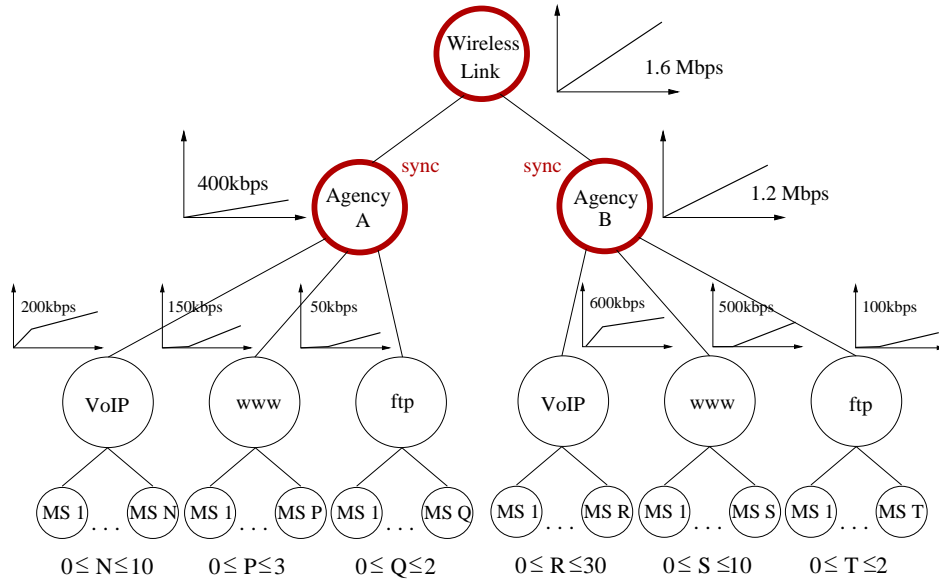 Wireless
Link
1.6 Mbps
sync
sync
400kbps
Agency
A
Agency
B
1.2 Mbps
200kbps
150kbps
50kbps
600kbps
500kbps
100kbps
VoIP
www
ftp
VoIP
www
ftp
MS 1 . . . MS N
MS 1 . . . MS P
MS 1 . . . MS Q
MS 1 . . . MS R
MS 1 . . . MS S
MS 1 . . . MS T
0 ≤ N ≤ 10
0 ≤ P ≤ 3
0 ≤ Q ≤ 2
0 ≤ R ≤ 30
0 ≤ S ≤ 10
0 ≤ T ≤ 2